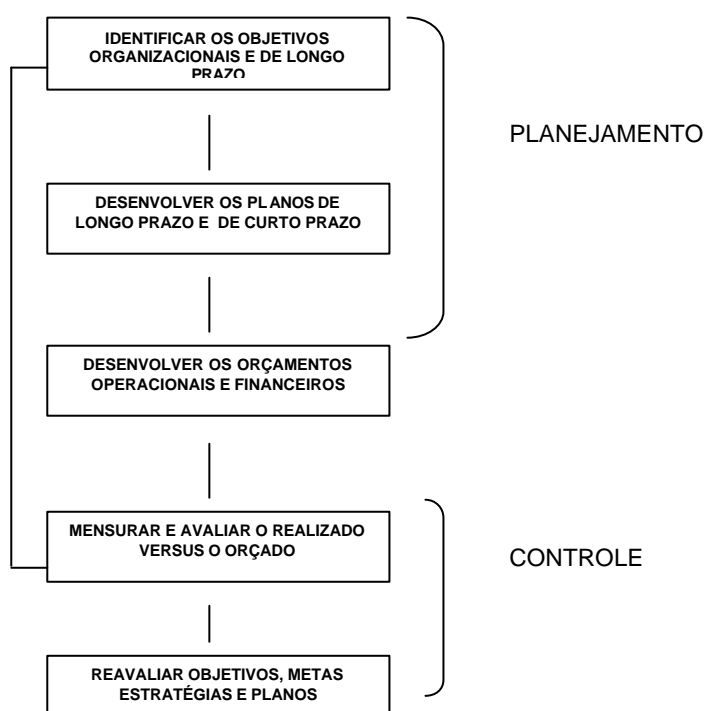 IDENTIFICAR OS OBJETIVOS
ORGANIZACIONAIS E DE LONGO
PRAZO
PLANEJAMENTO
DESENVOLVER OS PLANOS DE
LONGO PRAZO E DE CURTO PRAZO
DESENVOLVER OS ORÇAMENTOS
OPERACIONAIS E FINANCEIROS
MENSURAR E AVALIAR O REALIZADO
VERSUS O ORÇADO
CONTROLE
REAVALIAR OBJETIVOS, METAS
ESTRATÉGIAS E PLANOS